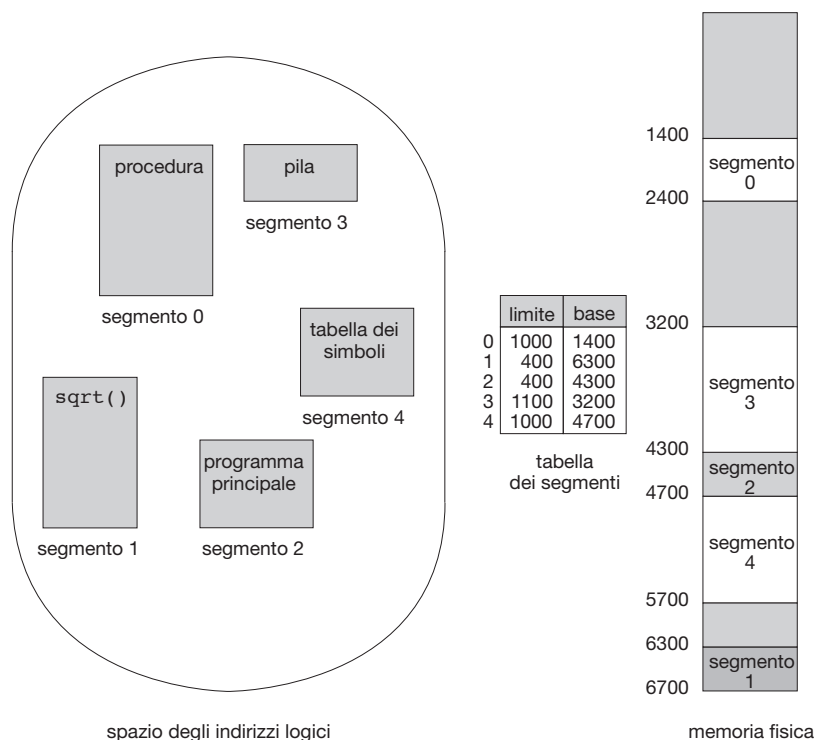 procedura
pila
segmento 3
segmento 0
tabella dei
simboli
segmento 4
sqrt()
segmento 1
programma
principale
segmento 2
spazio degli indirizzi logici
limite base
0 1000 1400
1 400 6300
2 400 4300
3 1100 3200
4 1000 4700
tabella
dei segmenti
1400
segmento
0
2400
3200
segmento
3
4300
segmento
2
4700
segmento
4
5700
6300
segmento
1
6700
memoria fisica